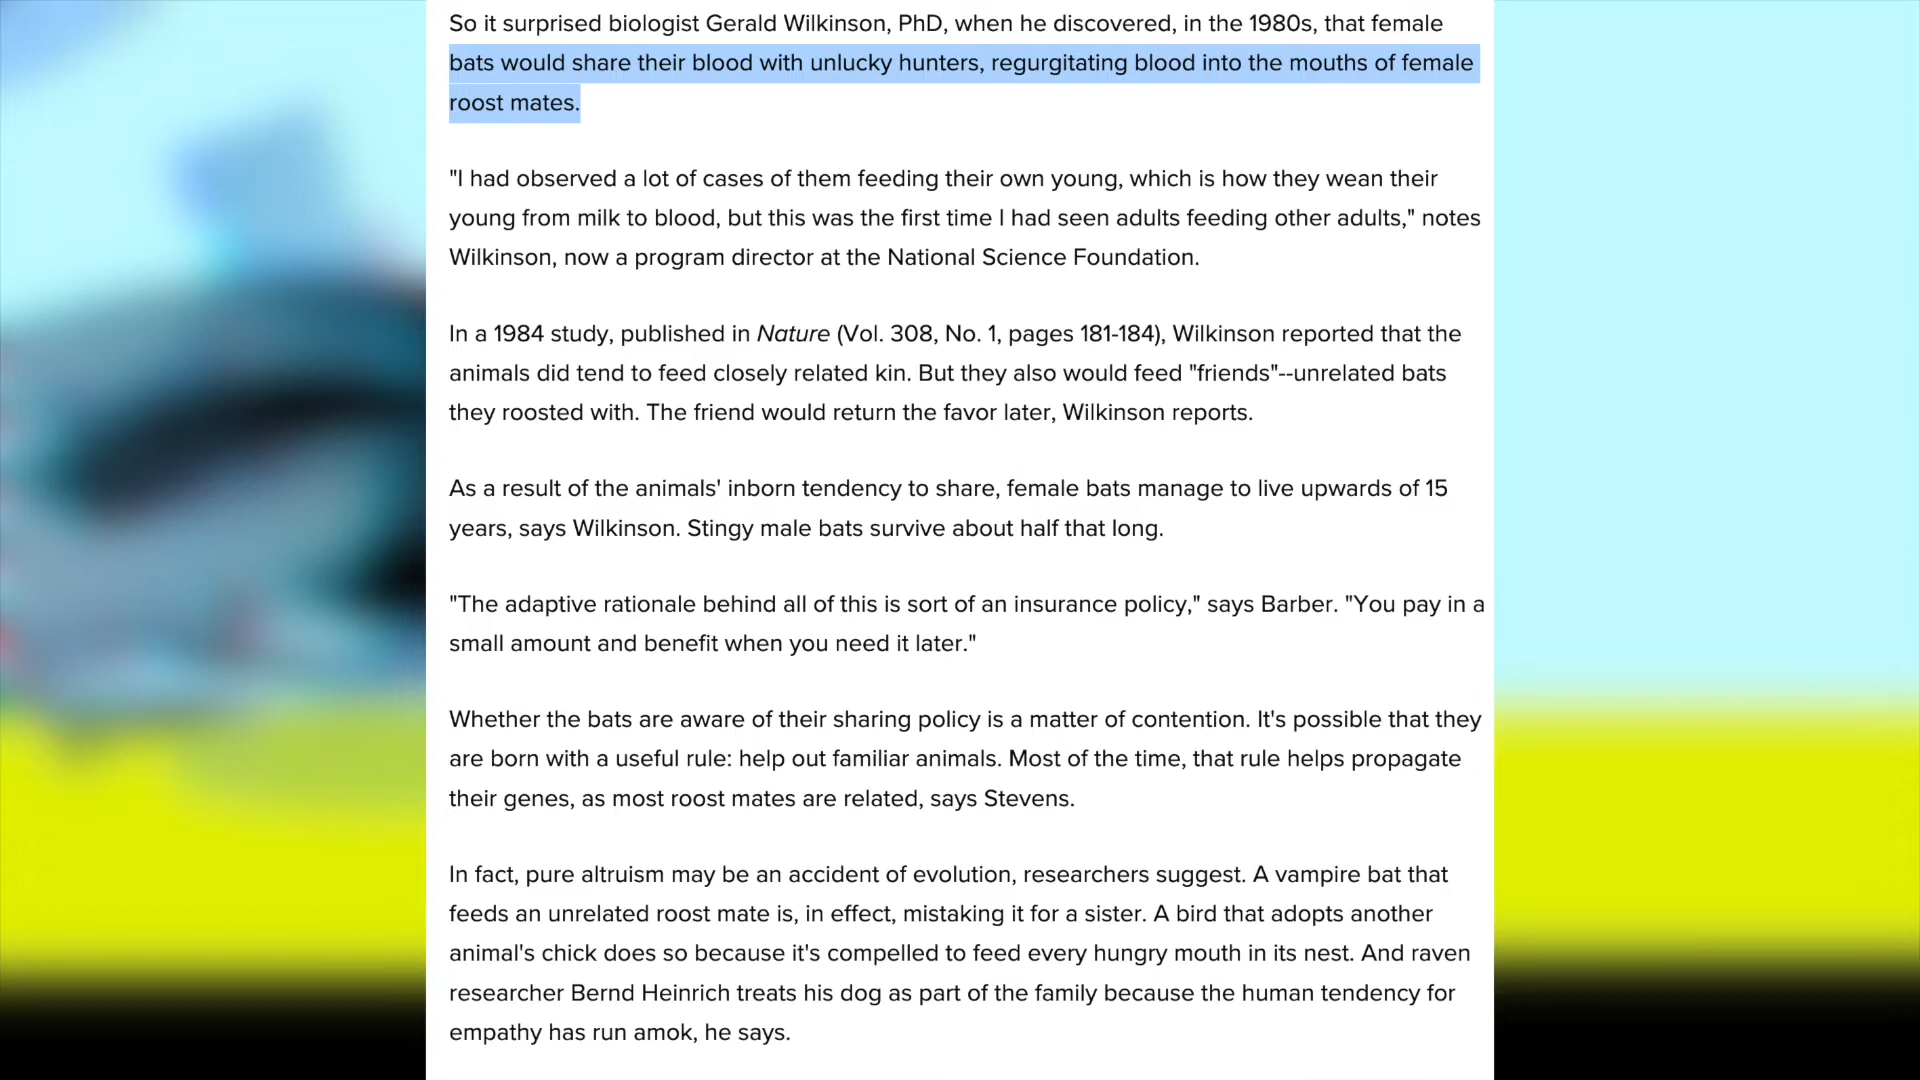 So it surprised biologist Gerald Wilkinson, PhD, when he discovered, in the 1980s, that female
bats would share their blood with unlucky hunters, regurgitating blood into the mouths of female
roost mates.
"I had observed a lot of cases of them feeding their own young, which is how they wean their
young from milk to blood, but this was the first time I had seen adults feeding other adults," notes
Wilkinson, now a program director at the National Science Foundation.
In a 1984 study, published in Nature (Vol. 308, No. 1, pages 181-184), Wilkinson reported that the
animals did tend to feed closely related kin. But they also would feed "friends"--unrelated bats
they roosted with. The friend would return the favor later, Wilkinson reports.
As a result of the animals' inborn tendency to share, female bats manage to live upwards of 15
years, says Wilkinson. Stingy male bats survive about half that long.
"The adaptive rationale behind all of this is sort of an insurance policy," says Barber. "You pay in a
small amount and benefit when you need it later."
Whether the bats are aware of their sharing policy is a matter of contention. It's possible that they
are born with a useful rule: help out familiar animals. Most of the time, that rule helps propagate
their genes, as most roost mates are related, says Stevens.
In fact, pure altruism may be an accident of evolution, researchers suggest. A vampire bat that
feeds an unrelated roost mate is, in effect, mistaking it for a sister. A bird that adopts another
animal's chick does so because it's compelled to feed every hungry mouth in its nest. And raven
researcher Bernd Heinrich treats his dog as part of the family because the human tendency for
empathy has run amok, he says.